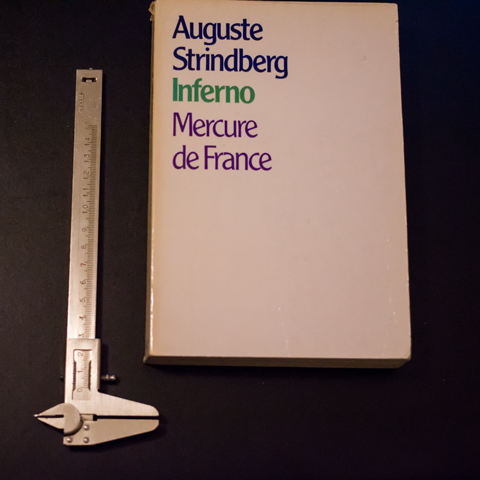 Auguste
Strindberg
Inferno
Mercure
de France